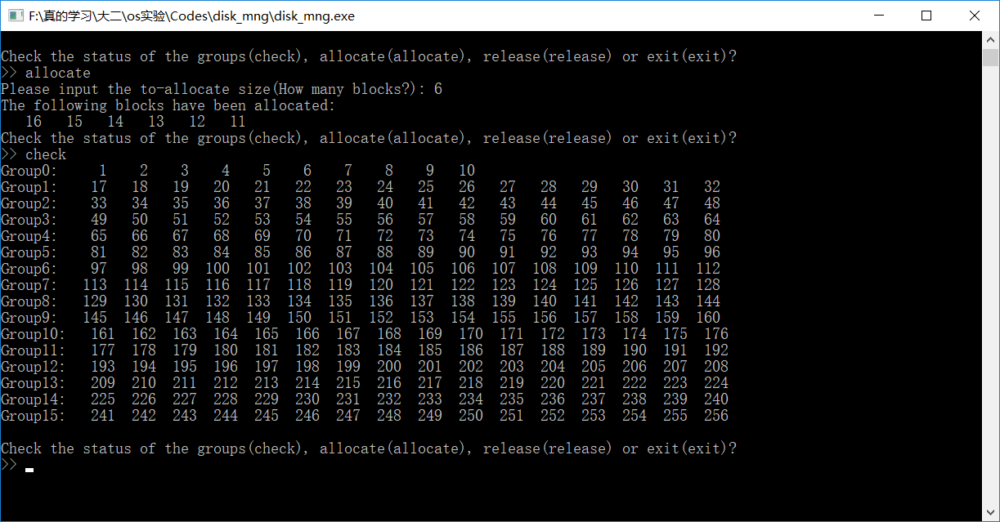 F:\真的学习\大二\os实验\Codes\disk_mng\disk_mng.exe
Check the status of the groups(check), allocate(allocate), release(release) or exit(exit)?
>> allocate
Please input the to-allocate size(How many blocks?): 6
The following blocks have been allocated:
16 15 14 13 12 11
Check the status of the groups(check), allocate(allocate), release(release) or exit(exit)?
>> check
Group0: 1 2 3 4 5 6 7 8 9 10
Group1: 17 18 19 20 21 22 23 24 25 26 27 28 29 30 31 32
Group2: 33 34 35 36 37 38 39 40 41 42 43 44 45 46 47 48
Group3: 49 50 51 52 53 54 55 56 57 58 59 60 61 62 63 64
Group4: 65 66 67 68 69 70 71 72 73 74 75 76 77 78 79 80
Group5: 81 82 83 84 85 86 87 88 89 90 91 92 93 94 95 96
Group6: 97 98 99 100 101 102 103 104 105 106 107 108 109 110 111 112
Group7: 113 114 115 116 117 118 119 120 121 122 123 124 125 126 127 128
Group8: 129 130 131 132 133 134 135 136 137 138 139 140 141 142 143 144
Group9: 145 146 147 148 149 150 151 152 153 154 155 156 157 158 159 160
Group10: 161 162 163 164 165 166 167 168 169 170 171 172 173 174 175 176
Group11: 177 178 179 180 181 182 183 184 185 186 187 188 189 190 191 192
Group12: 193 194 195 196 197 198 199 200 201 202 203 204 205 206 207 208
Group13: 209 210 211 212 213 214 215 216 217 218 219 220 221 222 223 224
Group14: 225 226 227 228 229 230 231 232 233 234 235 236 237 238 239 240
Group15: 241 242 243 244 245 246 247 248 249 250 251 252 253 254 255 256
Check the status of the groups(check), allocate(allocate), release(release) or exit(exit)?
>>